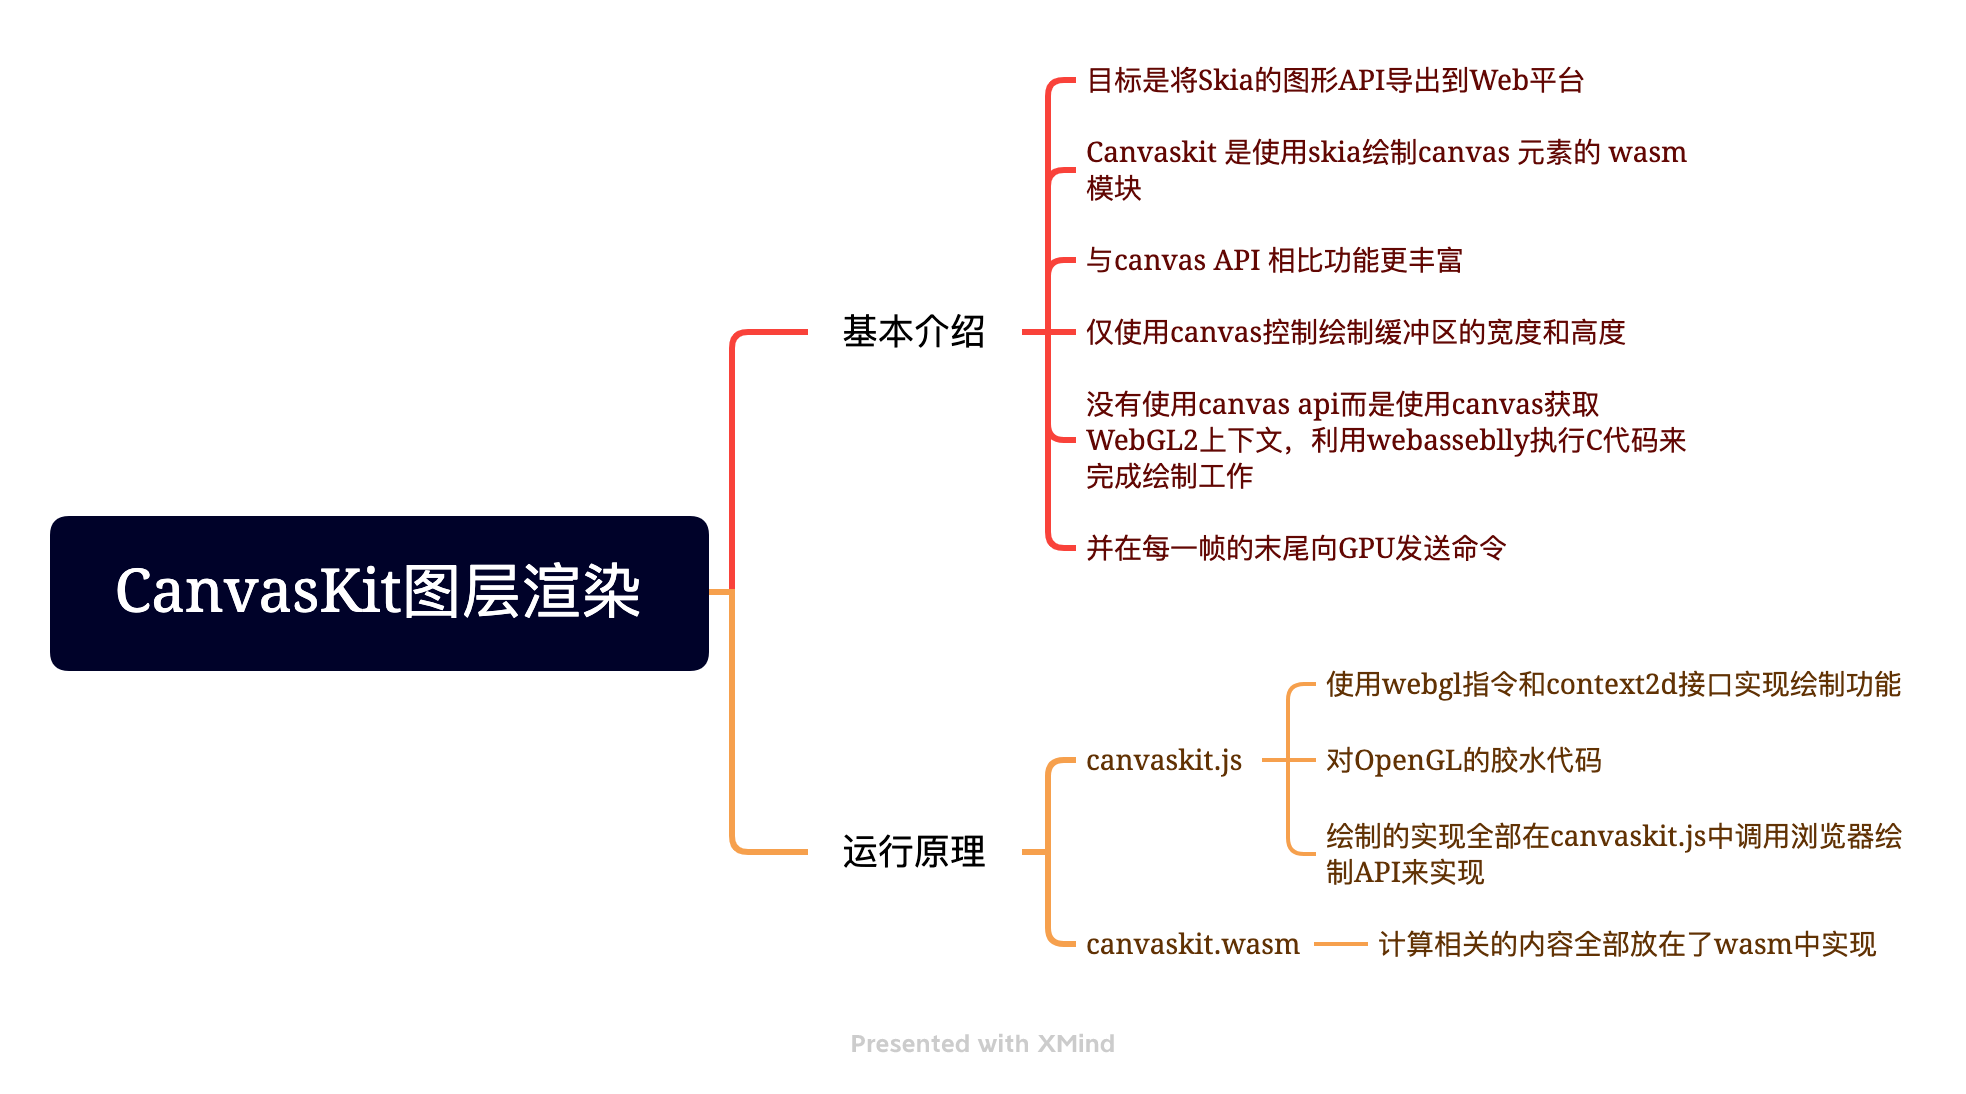 目标是将Skia的图形API导出到Web平台
Canvaskit 是使用skia绘制canvas 元素的 wasm
模块
与canvas API 相比功能更丰富
基本介绍
仅使用canvas控制绘制缓冲区的宽度和高度
没有使用canvas api而是使用canvas获取
WebGL2上下文，利用webasseblly执行C代码来
完成绘制工作
并在每一帧的末尾向GPU发送命令
CanvasKit图层渲染
使用webgl指令和context2d接口实现绘制功能
canvaskit.js
对OpenGL的胶水代码
绘制的实现全部在canvaskit.js中调用浏览器绘
制API来实现
运行原理
canvaskit.wasm
计算相关的内容全部放在了wasm中实现
Presented with XMind